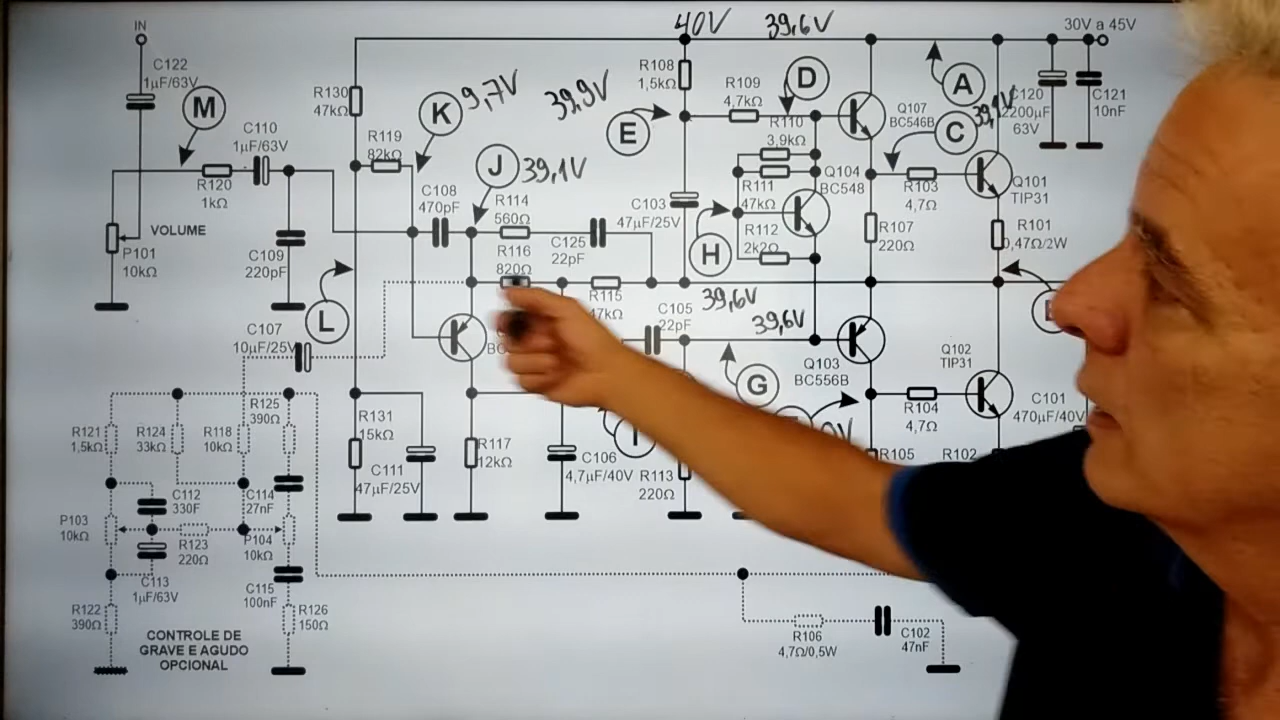 IN
C122
1µF/63V
M
C110
1µF/63V
R120
1kΩ
VOLUME
P101
10kΩ
C109
220pF
C107
10µF/25V
L
R130
47kΩ
R119
82kΩ
K
9,7V
C108
470pF
J
39,1V
R114
560Ω
R116
820Ω
C125
22pF
R115
47kΩ
40V
39,6V
R108
1,5kΩ
39,9V
E
R109
4,7kΩ
D
R110
3,9kΩ
R111
47kΩ
R112
2k2Ω
H
C103
47µF/25V
Q104
BC548
Q107
BC546B
A
C
30V a 45V
C120
2200µF
63V
C121
10nF
R103
4,7Ω
Q101
TIP31
R107
220Ω
R101
0,47Ω/2W
39,6V
39,6V
C105
22pF
G
Q103
BC556B
Q102
TIP31
R104
4,7Ω
C101
470µF/40V
R105
R102
0V
R131
15kΩ
C111
47µF/25V
R117
12kΩ
C106
4,7µF/40V
R113
220Ω
I
R121
1,5kΩ
R124
33kΩ
R118
10kΩ
R125
390Ω
C112
330F
C114
27nF
P103
10kΩ
R123
220Ω
P104
10kΩ
C113
1µF/63V
C115
100nF
R122
390Ω
R126
150Ω
CONTROLE DE
GRAVE E AGUDO
OPCIONAL
R106
4,7Ω/0,5W
C102
47nF